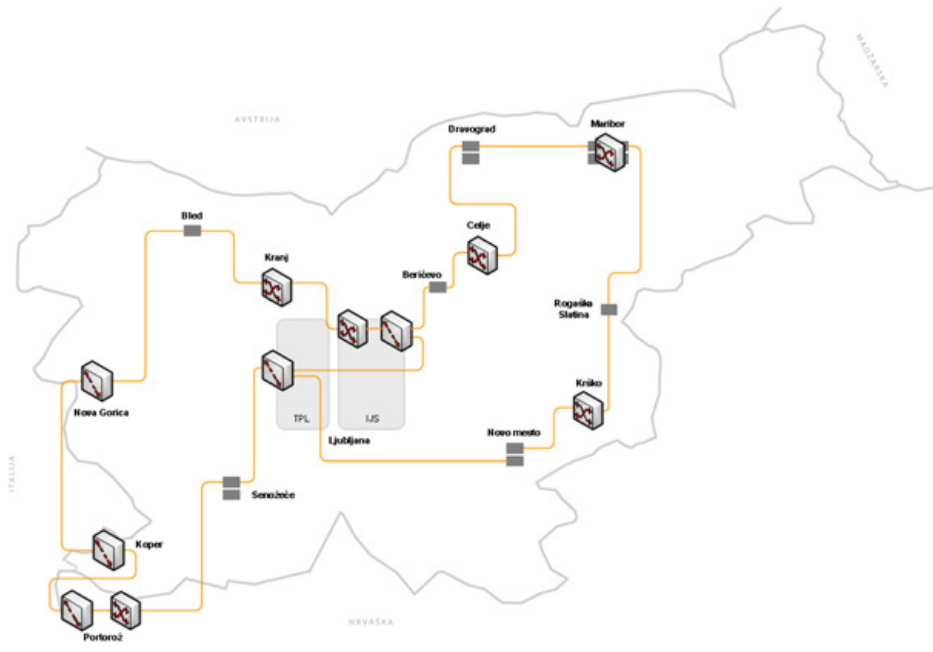 MADŽARSKA
AVSTRIJA
Dravograd
Maribor
Bled
Celje
Kranj
Beričevo
Rogaška
Slatina
Krško
Nova Gorica
TPL
IJS
Novo mesto
Ljubljana
ITALIJA
Senožeče
Koper
HRVAŠKA
Portorož